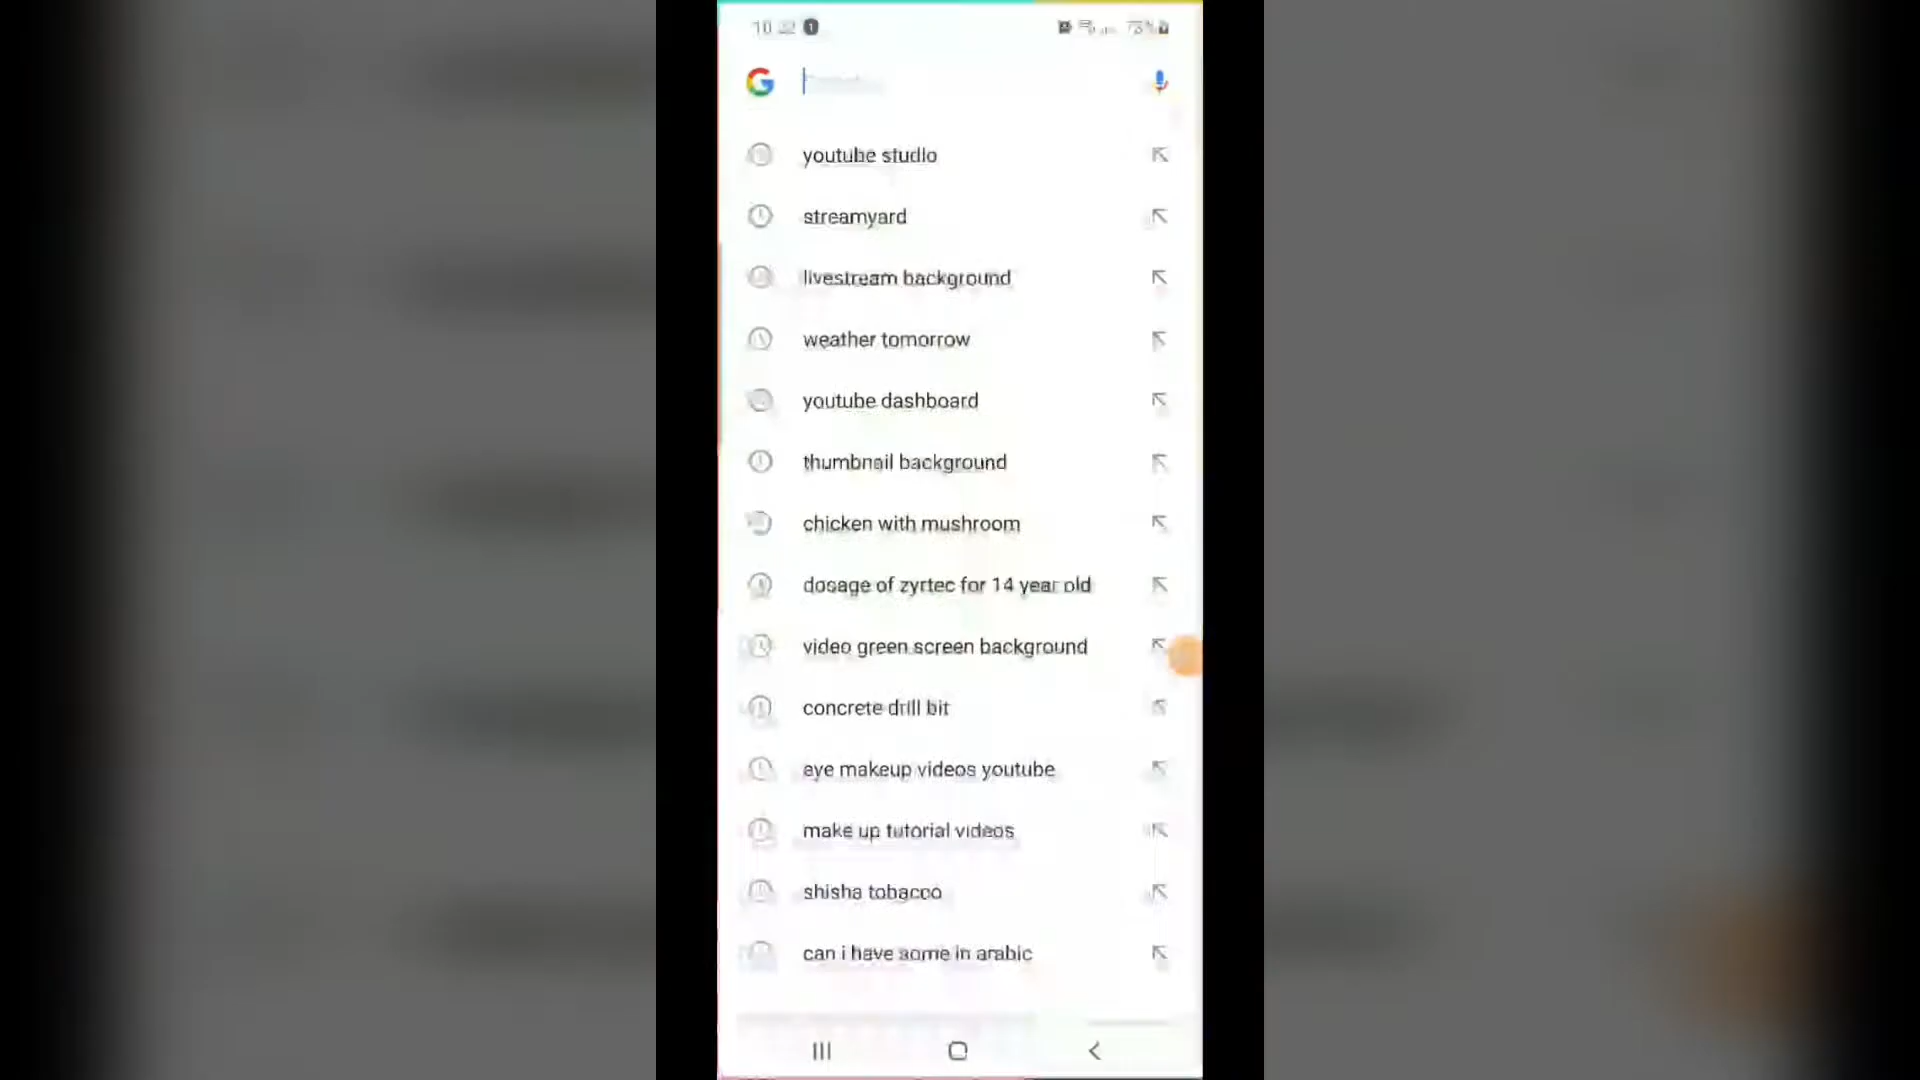 youtube studio
streamyard
livestream background
weather tomorrow
youtube dashboard
thumbnail background
chicken with mushroom
dosage of zyrtec for 14 year old
video green screen background
concrete drill bit
eye makeup videos youtube
make up tutorial videos
shisha tobacco
can i have some in arabic